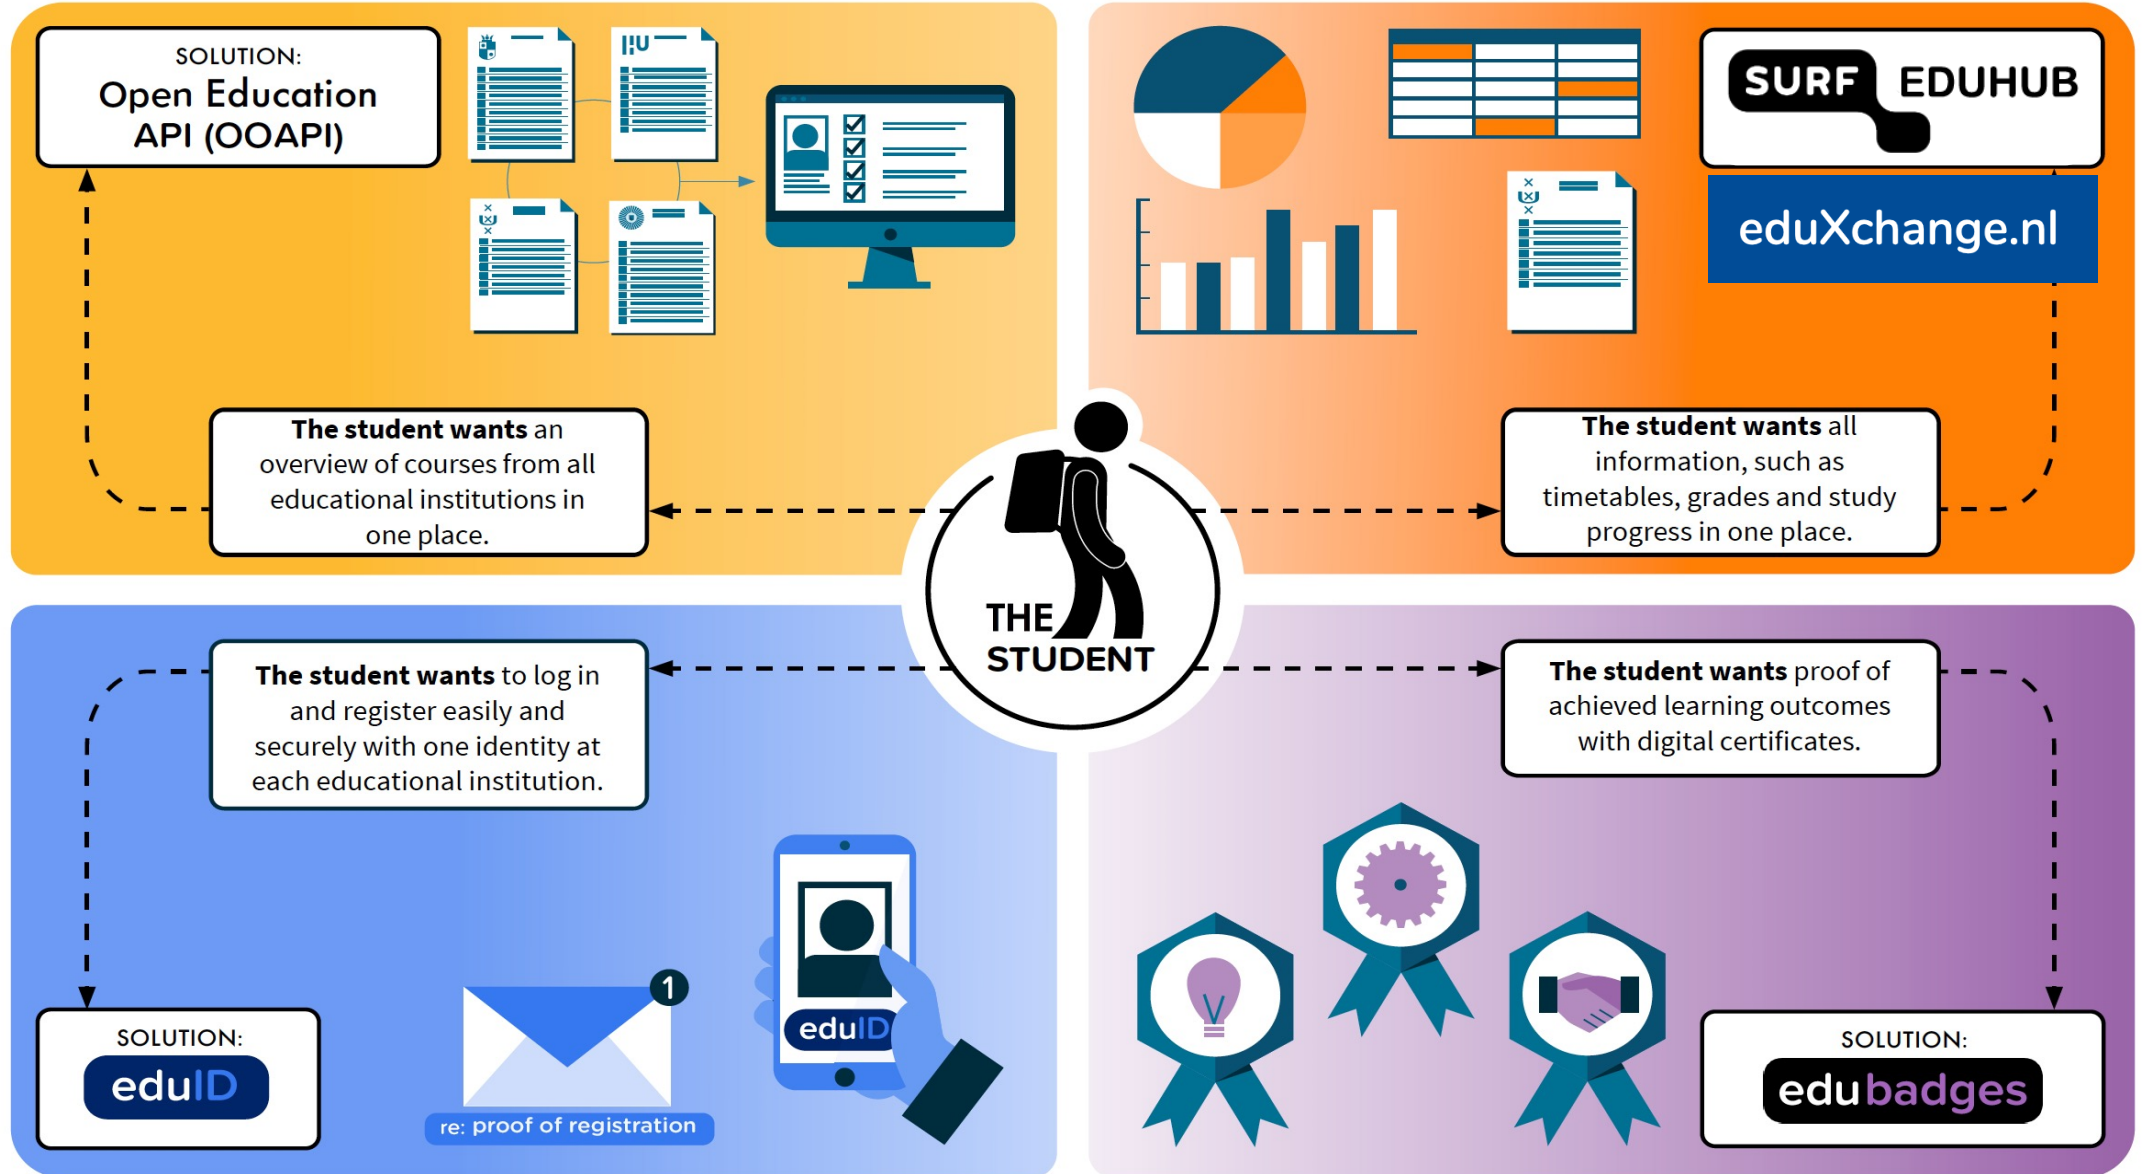 SOLUTION:
Open Education
API (OOAPI)
SURF EDUHUB
eduXchange.nl
The student wants an
overview of courses from all
educational institutions in
one place.
The student wants all
information, such as
timetables, grades and study
progress in one place.
THE
STUDENT
The student wants to log in
and register easily and
securely with one identity at
each educational institution.
The student wants proof of
achieved learning outcomes
with digital certificates.
SOLUTION:
eduID
1
re: proof of registration
eduID
SOLUTION:
edubadges